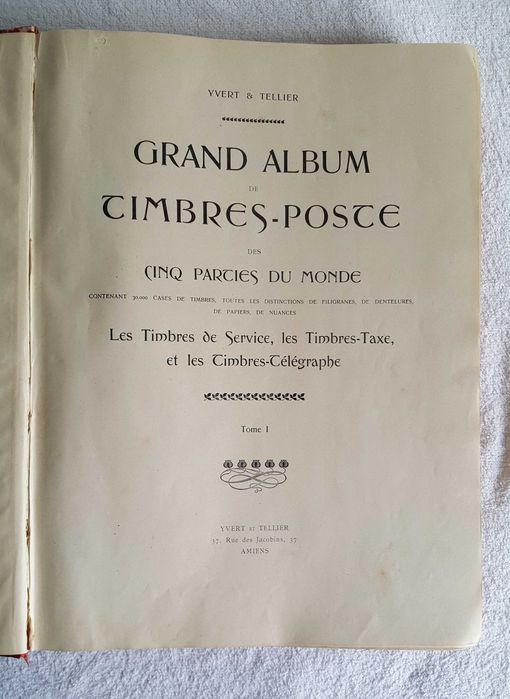 YVERT & TELLIER
GRAND ALBUM
DE
TIMBRES-POSTE
DES
CINQ PARTIES DU MONDE
CONTENANT 30.000 CASES DE TIMBRES, TOUTES LES DISTINCTIONS DE FILIGRANES, DE DENTELURES,
DE PAPIERS, DE NUANCES
Les Timbres de Service, les Timbres-Taxe,
et les Timbres-Télégraphe
Tome I
YVERT ET TELLIER
37, Rue des Jacobins, 37
AMIENS